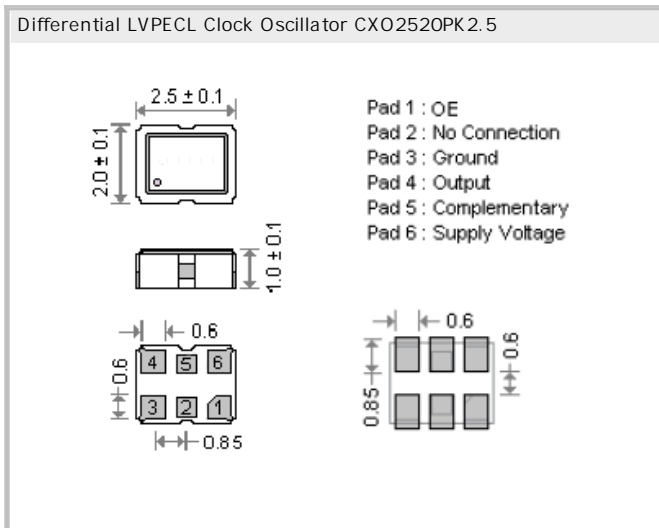 Differential LVPECL Clock Oscillator CXO2520PK2.5
2.5 ± 0.1
2.0 ± 0.1
1.0 ± 0.1
Pad 1 : OE
Pad 2 : No Connection
Pad 3 : Ground
Pad 4 : Output
Pad 5 : Complementary
Pad 6 : Supply Voltage
0.6
0.6
4 5 6
3 2 1
0.85
0.6
0.6
0.85